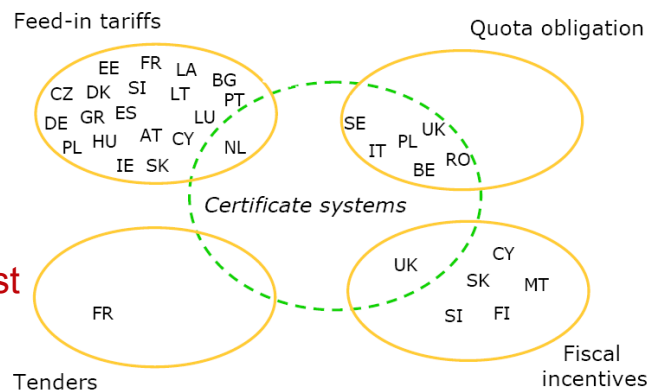 Feed-in tariffs
Quota obligation
EE FR LA BG
CZ DK SI LT PT
DE GR ES LU
PL HU AT CY NL
IE SK
SE UK
IT PL RO
BE
Certificate systems
st
FR
UK CY
SK MT
SI FI
Tenders
Fiscal
incentives